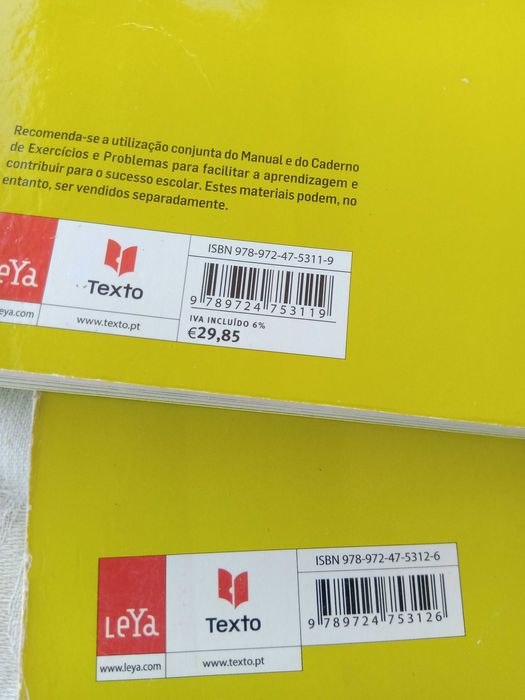 Recomenda-se a utilização conjunta do Manual e do Caderno
de Exercícios e Problemas para facilitar a aprendizagem e
contribuir para o sucesso escolar. Estes materiais podem, no
entanto, ser vendidos separadamente.
eYa
Texto
leya.com
www.texto.pt
ISBN 978-972-47-5311-9
9 789724 753119
IVA INCLUÍDO 6%
€29,85
LeYa
Texto
www.leya.com
www.texto.pt
ISBN 978-972-47-5312-6
9 789724 753126